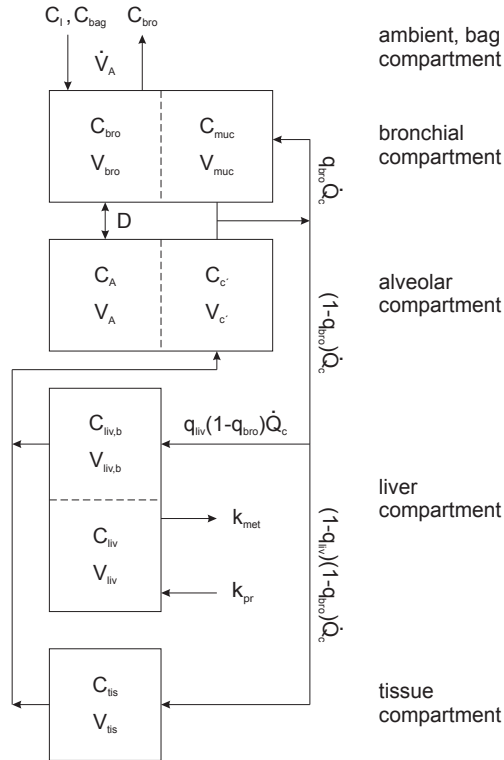 C_I , C_bag C_bro
V̇_A
ambient, bag
compartment
C_bro C_muc
V_bro V_muc
bronchial
compartment
q_bro Q̇_c
D
C_A C_c´
V_A V_c´
alveolar
compartment
(1-q_bro)Q̇_c
C_liv,b
V_liv,b
q_liv(1-q_bro)Q̇_c
C_liv
V_liv
k_met
k_pr
liver
compartment
(1-q_liv)(1-q_bro)Q̇_c
C_tis
V_tis
tissue
compartment